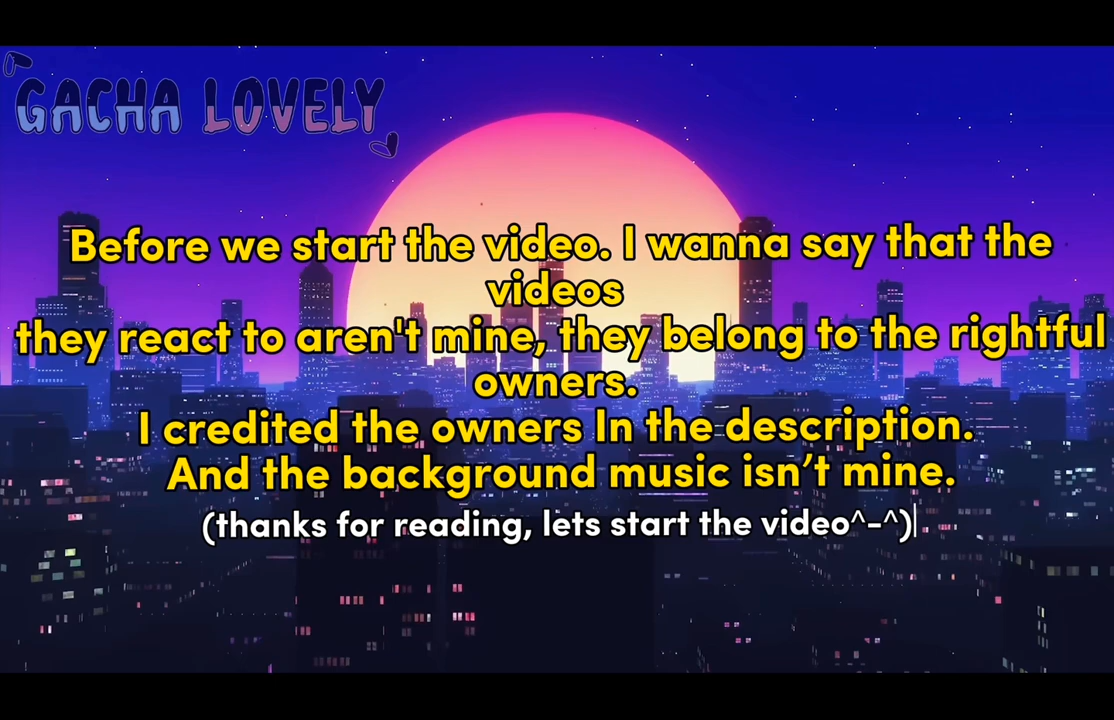 GACHA LOVELY
Before we start the video. I wanna say that the
videos
they react to aren't mine, they belong to the rightful
owners.
I credited the owners In the description.
And the background music isn’t mine.
(thanks for reading, lets start the video^-^)